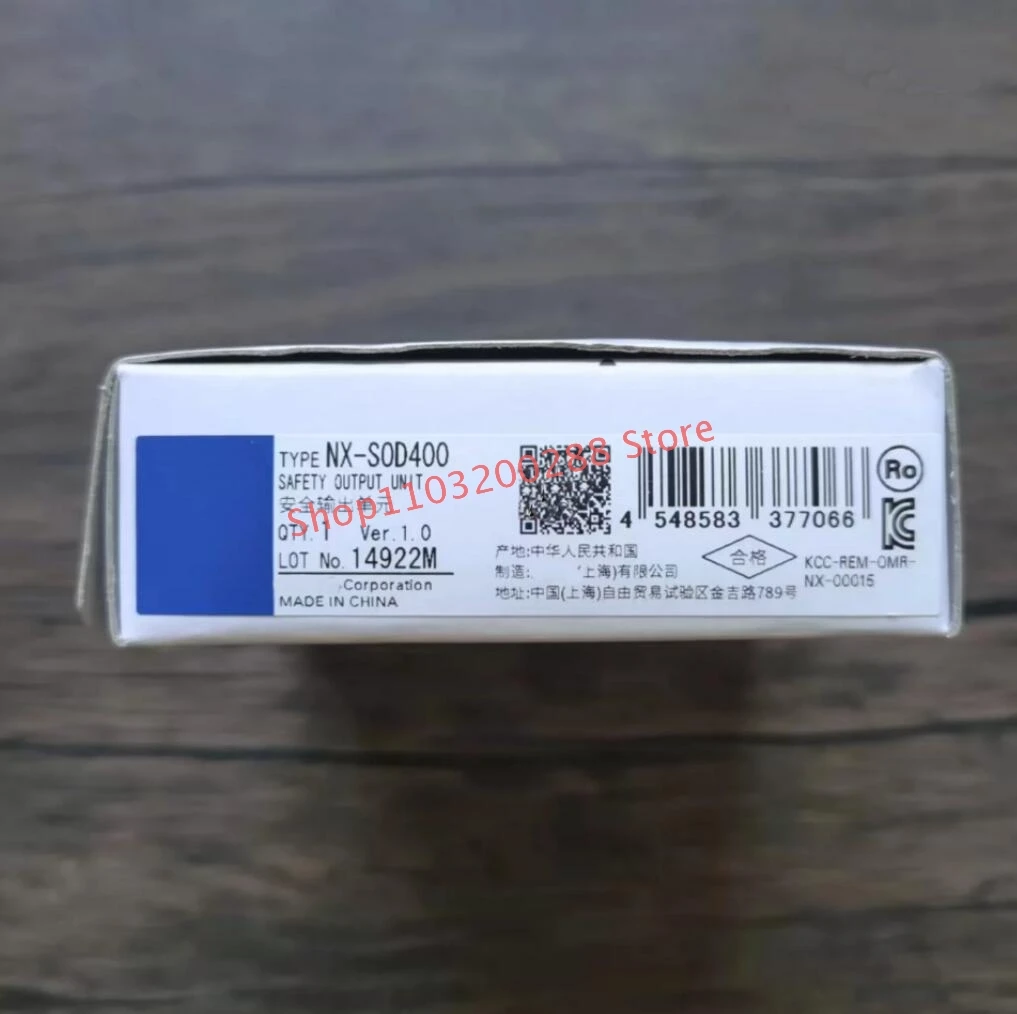 TYPE NX-SOD400
SAFETY OUTPUT UNIT
安全输出单元
QTY. 1 Ver.1.0
LOT No. 14922M
Corporation
MADE IN CHINA
Shop1103200288 Store
4 548583 377066
产地:中华人民共和国
制造: 上海)有限公司
地址:中国(上海)自由贸易试验区金吉路789号
合格
Ro
KCC-REM-OMR-
NX-00015